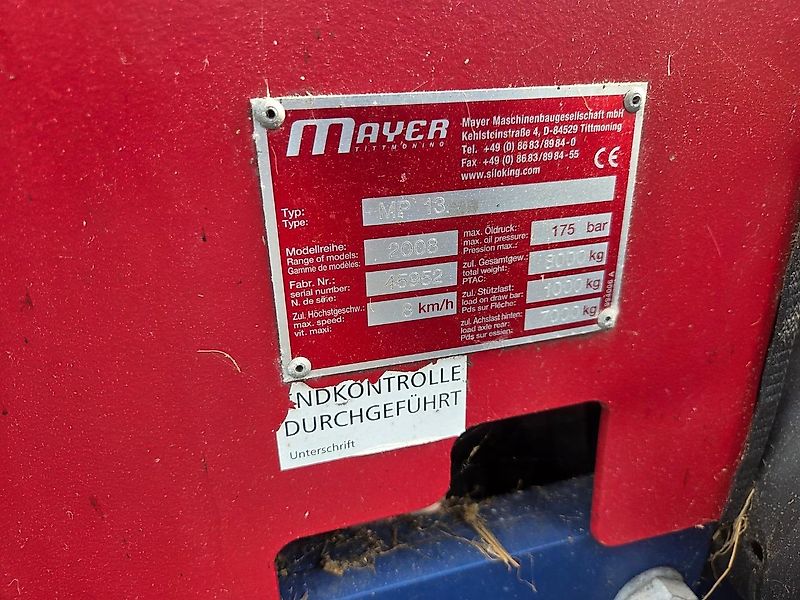 MAYER
TITTMONING
Mayer Maschinenbaugesellschaft mbH
Kehlsteinstraße 4, D-84529 Tittmoning
Tel. +49 (0) 86 83/89 84-0
Fax +49 (0) 86 83/89 84-55
www.siloking.com
CE
Typ:
Type:
MP 13
Modellreihe:
Range of models:
Gamme de modèles:
2008
Fabr. Nr.:
serial number:
N. de série:
45952
Zul. Höchstgeschw.:
max. speed:
vit. maxi:
8 km/h
max. Öldruck:
max. oil pressure:
Pression max.:
175 bar
zul. Gesamtgew.:
total weight:
PTAC:
kg
zul. Stützlast:
load on draw bar:
Pds sur Flèche:
1000 kg
zul. Achslast hinten:
load axle rear:
Pds sur essien:
7000 kg
NDKONTROLLE
DURCHGEFÜHRT
Unterschrift